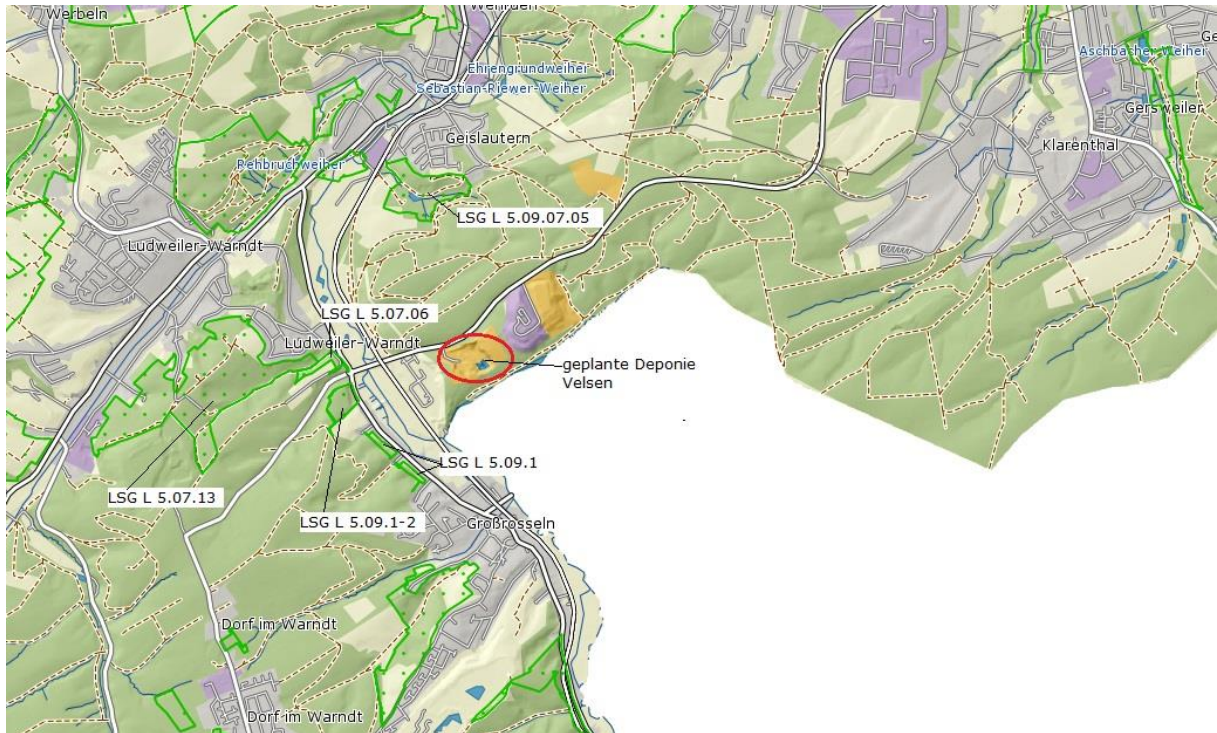 Werbeln
Wehrden
Ehrengrundweiher
Sebastian-Riewer-Weiher
Aschbacher Weiher
Gersweiler
Geislautern
Klarenthal
Rehbruchweiher
LSG L 5.09.07.05
Ludweiler-Warndt
LSG L 5.07.06
Ludweiler-Warndt
geplante Deponie
Velsen
LSG L 5.09.1
LSG L 5.07.13
LSG L 5.09.1-2
Großrosseln
Dorf im Warndt
Dorf im Warndt